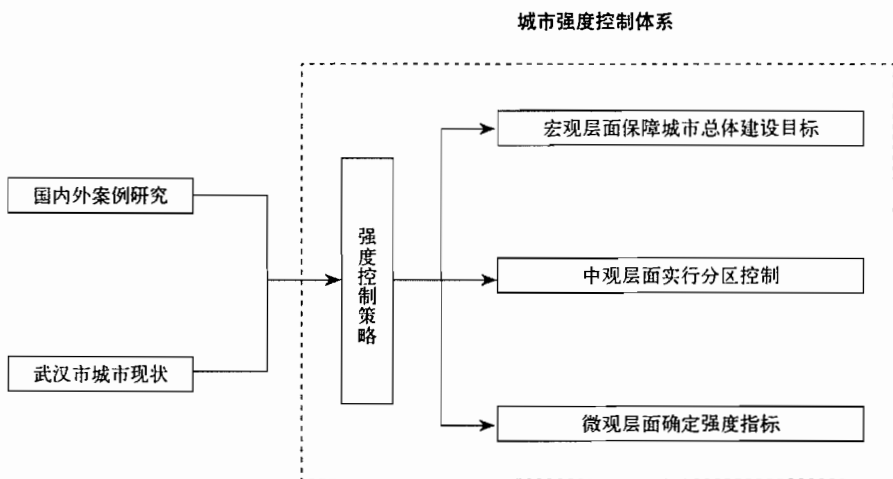 城市强度控制体系
宏观层面保障城市总体建设目标
国内外案例研究
强度控制策略
中观层面实行分区控制
武汉市城市现状
微观层面确定强度指标